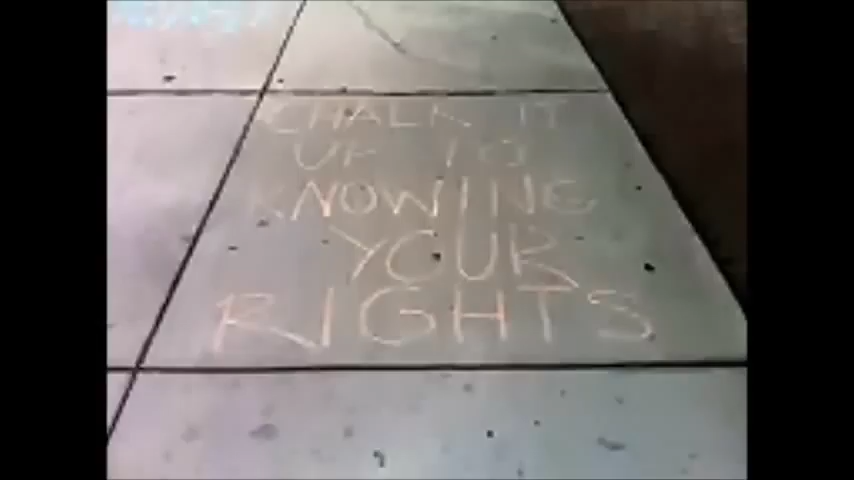 CHALK IT
UP TO
KNOWING
YOUR
RIGHTS